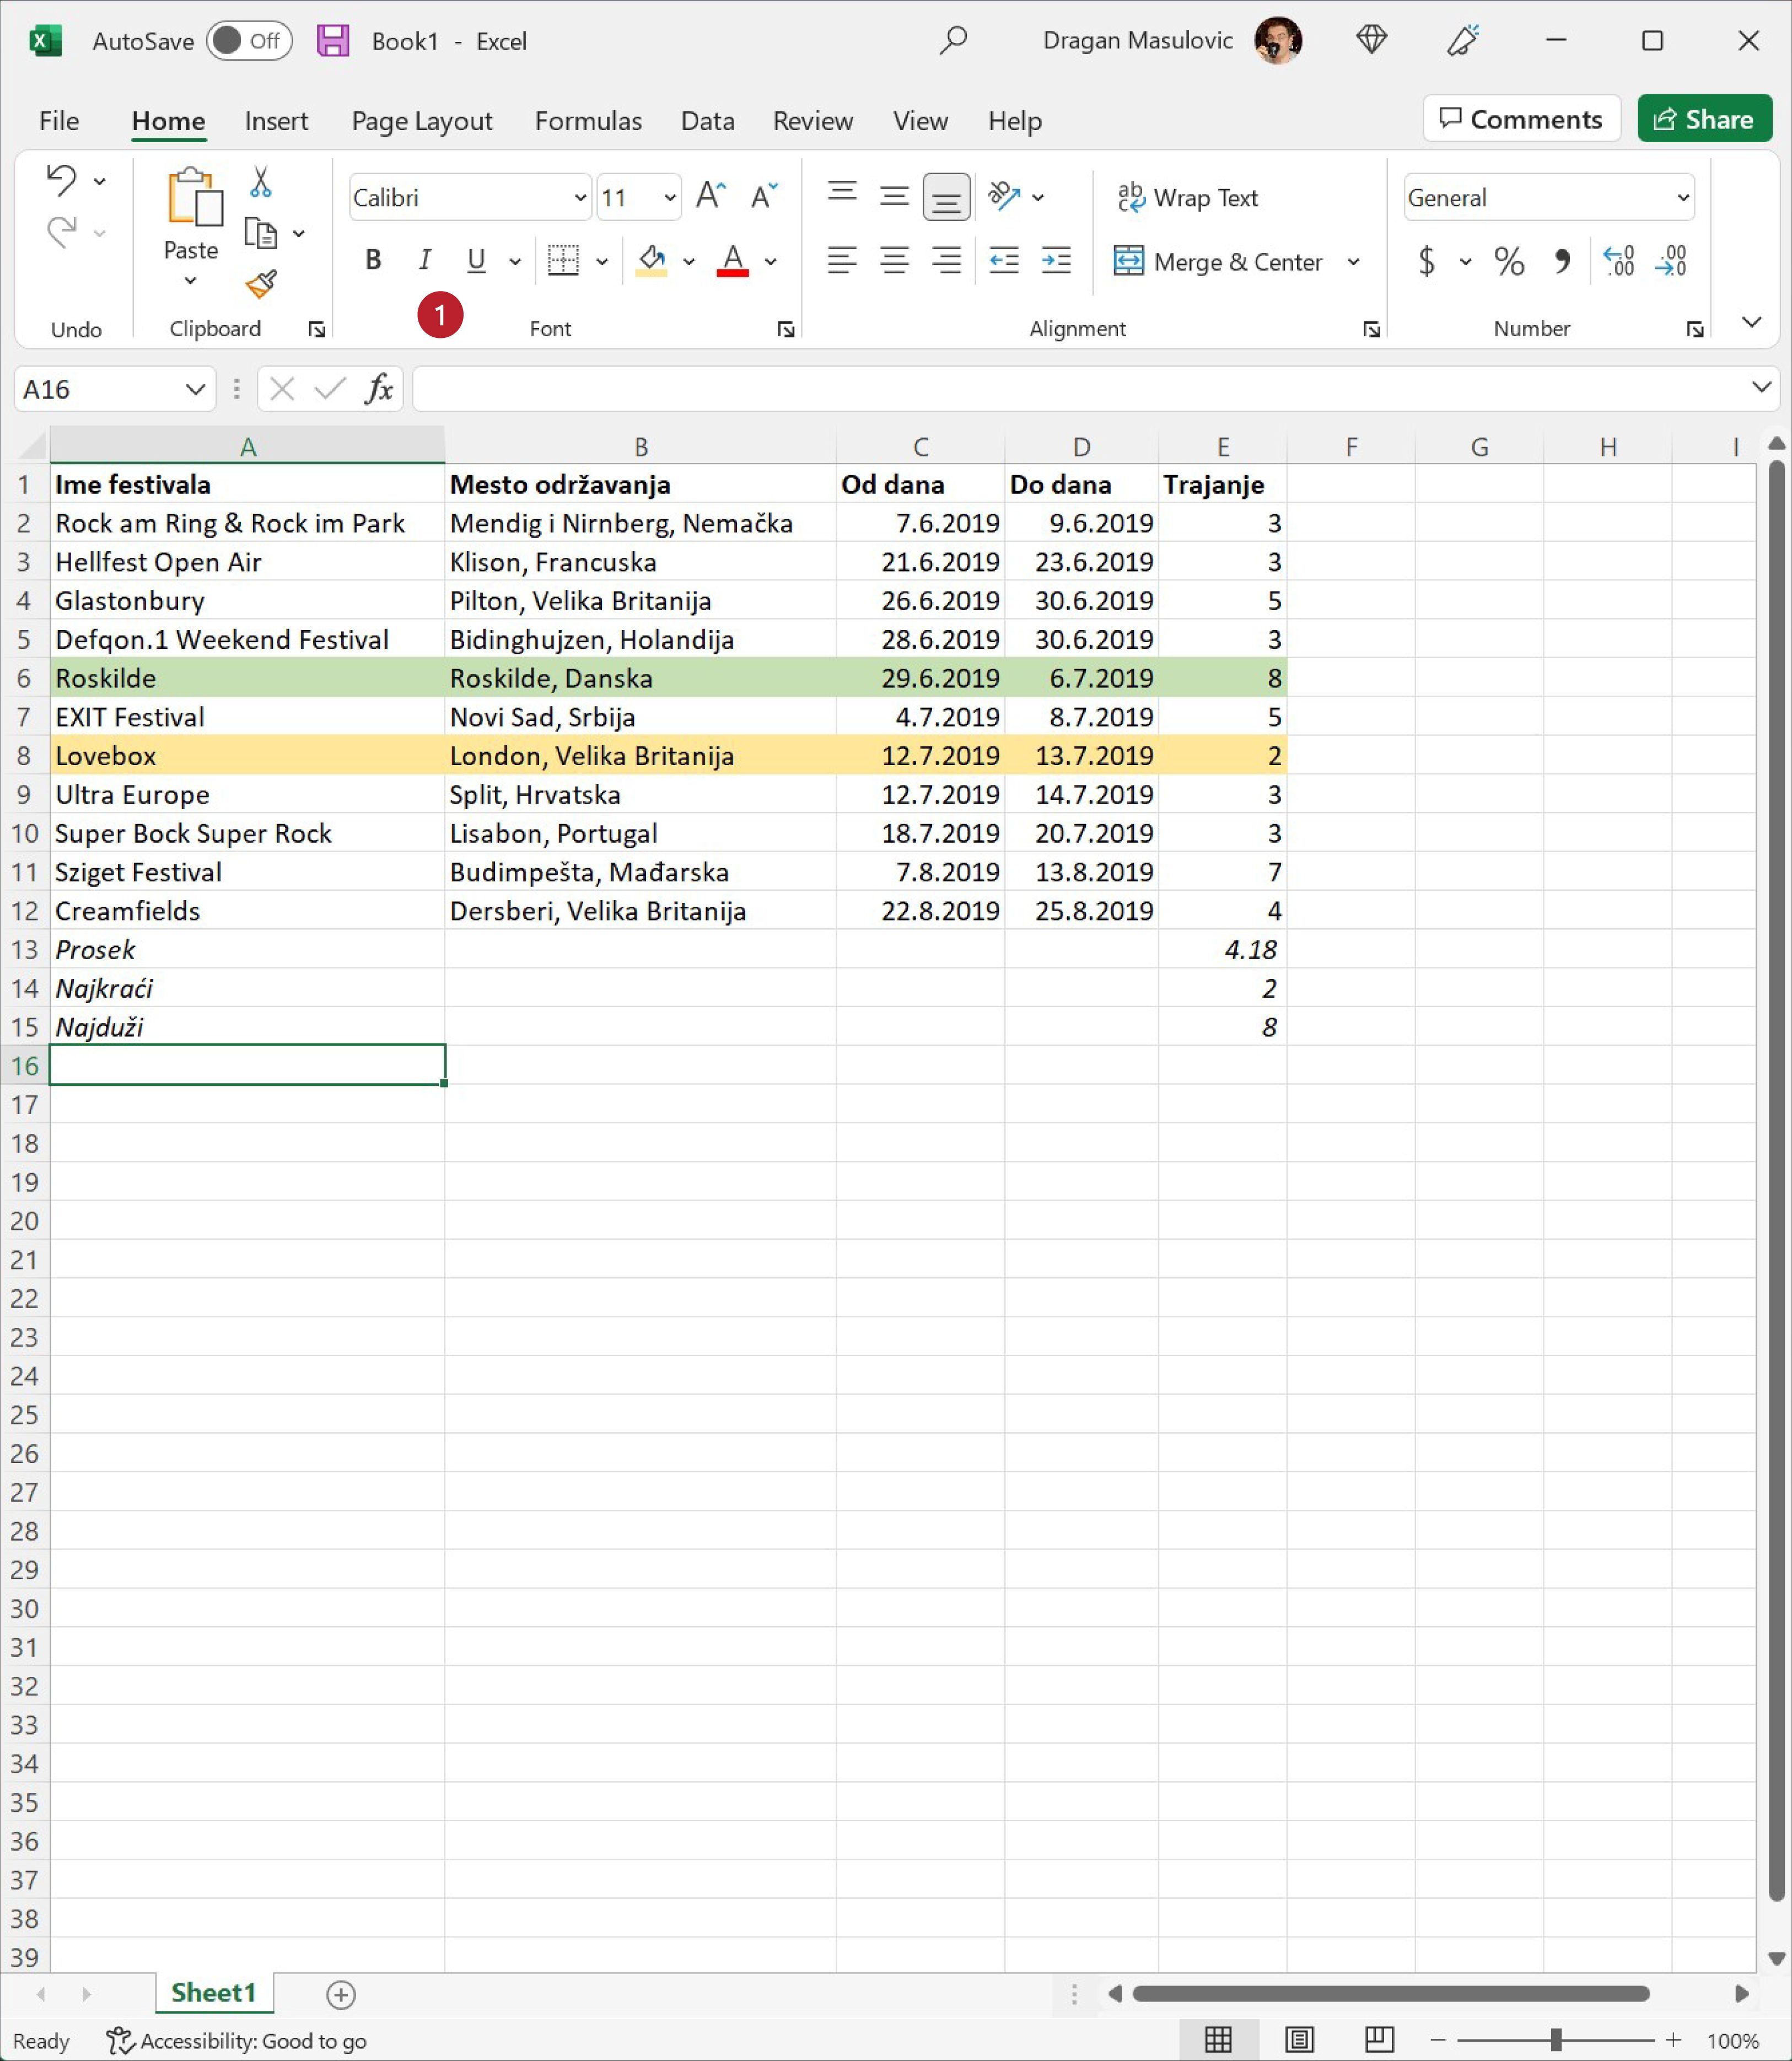 AutoSave Off Book1 - Excel Dragan Masulovic
File Home Insert Page Layout Formulas Data Review View Help Comments Share
Calibri 11 Wrap Text General
Paste B I U A Merge & Center $ % , .00 .00
1
Undo Clipboard Font Alignment Number
A16 fx
A B C D E F G H I
1 Ime festivala Mesto održavanja Od dana Do dana Trajanje
2 Rock am Ring & Rock im Park Mendig i Nirnberg, Nemačka 7.6.2019 9.6.2019 3
3 Hellfest Open Air Klison, Francuska 21.6.2019 23.6.2019 3
4 Glastonbury Pilton, Velika Britanija 26.6.2019 30.6.2019 5
5 Defqon.1 Weekend Festival Bidinghujzen, Holandija 28.6.2019 30.6.2019 3
6 Roskilde Roskilde, Danska 29.6.2019 6.7.2019 8
7 EXIT Festival Novi Sad, Srbija 4.7.2019 8.7.2019 5
8 Lovebox London, Velika Britanija 12.7.2019 13.7.2019 2
9 Ultra Europe Split, Hrvatska 12.7.2019 14.7.2019 3
10 Super Bock Super Rock Lisabon, Portugal 18.7.2019 20.7.2019 3
11 Sziget Festival Budimpešta, Mađarska 7.8.2019 13.8.2019 7
12 Creamfields Dersberi, Velika Britanija 22.8.2019 25.8.2019 4
13 Prosek 4.18
14 Najkraći 2
15 Najduži 8
16
17
18
19
20
21
22
23
24
25
26
27
28
29
30
31
32
33
34
35
36
37
38
39
Sheet1
Ready Accessibility: Good to go 100%